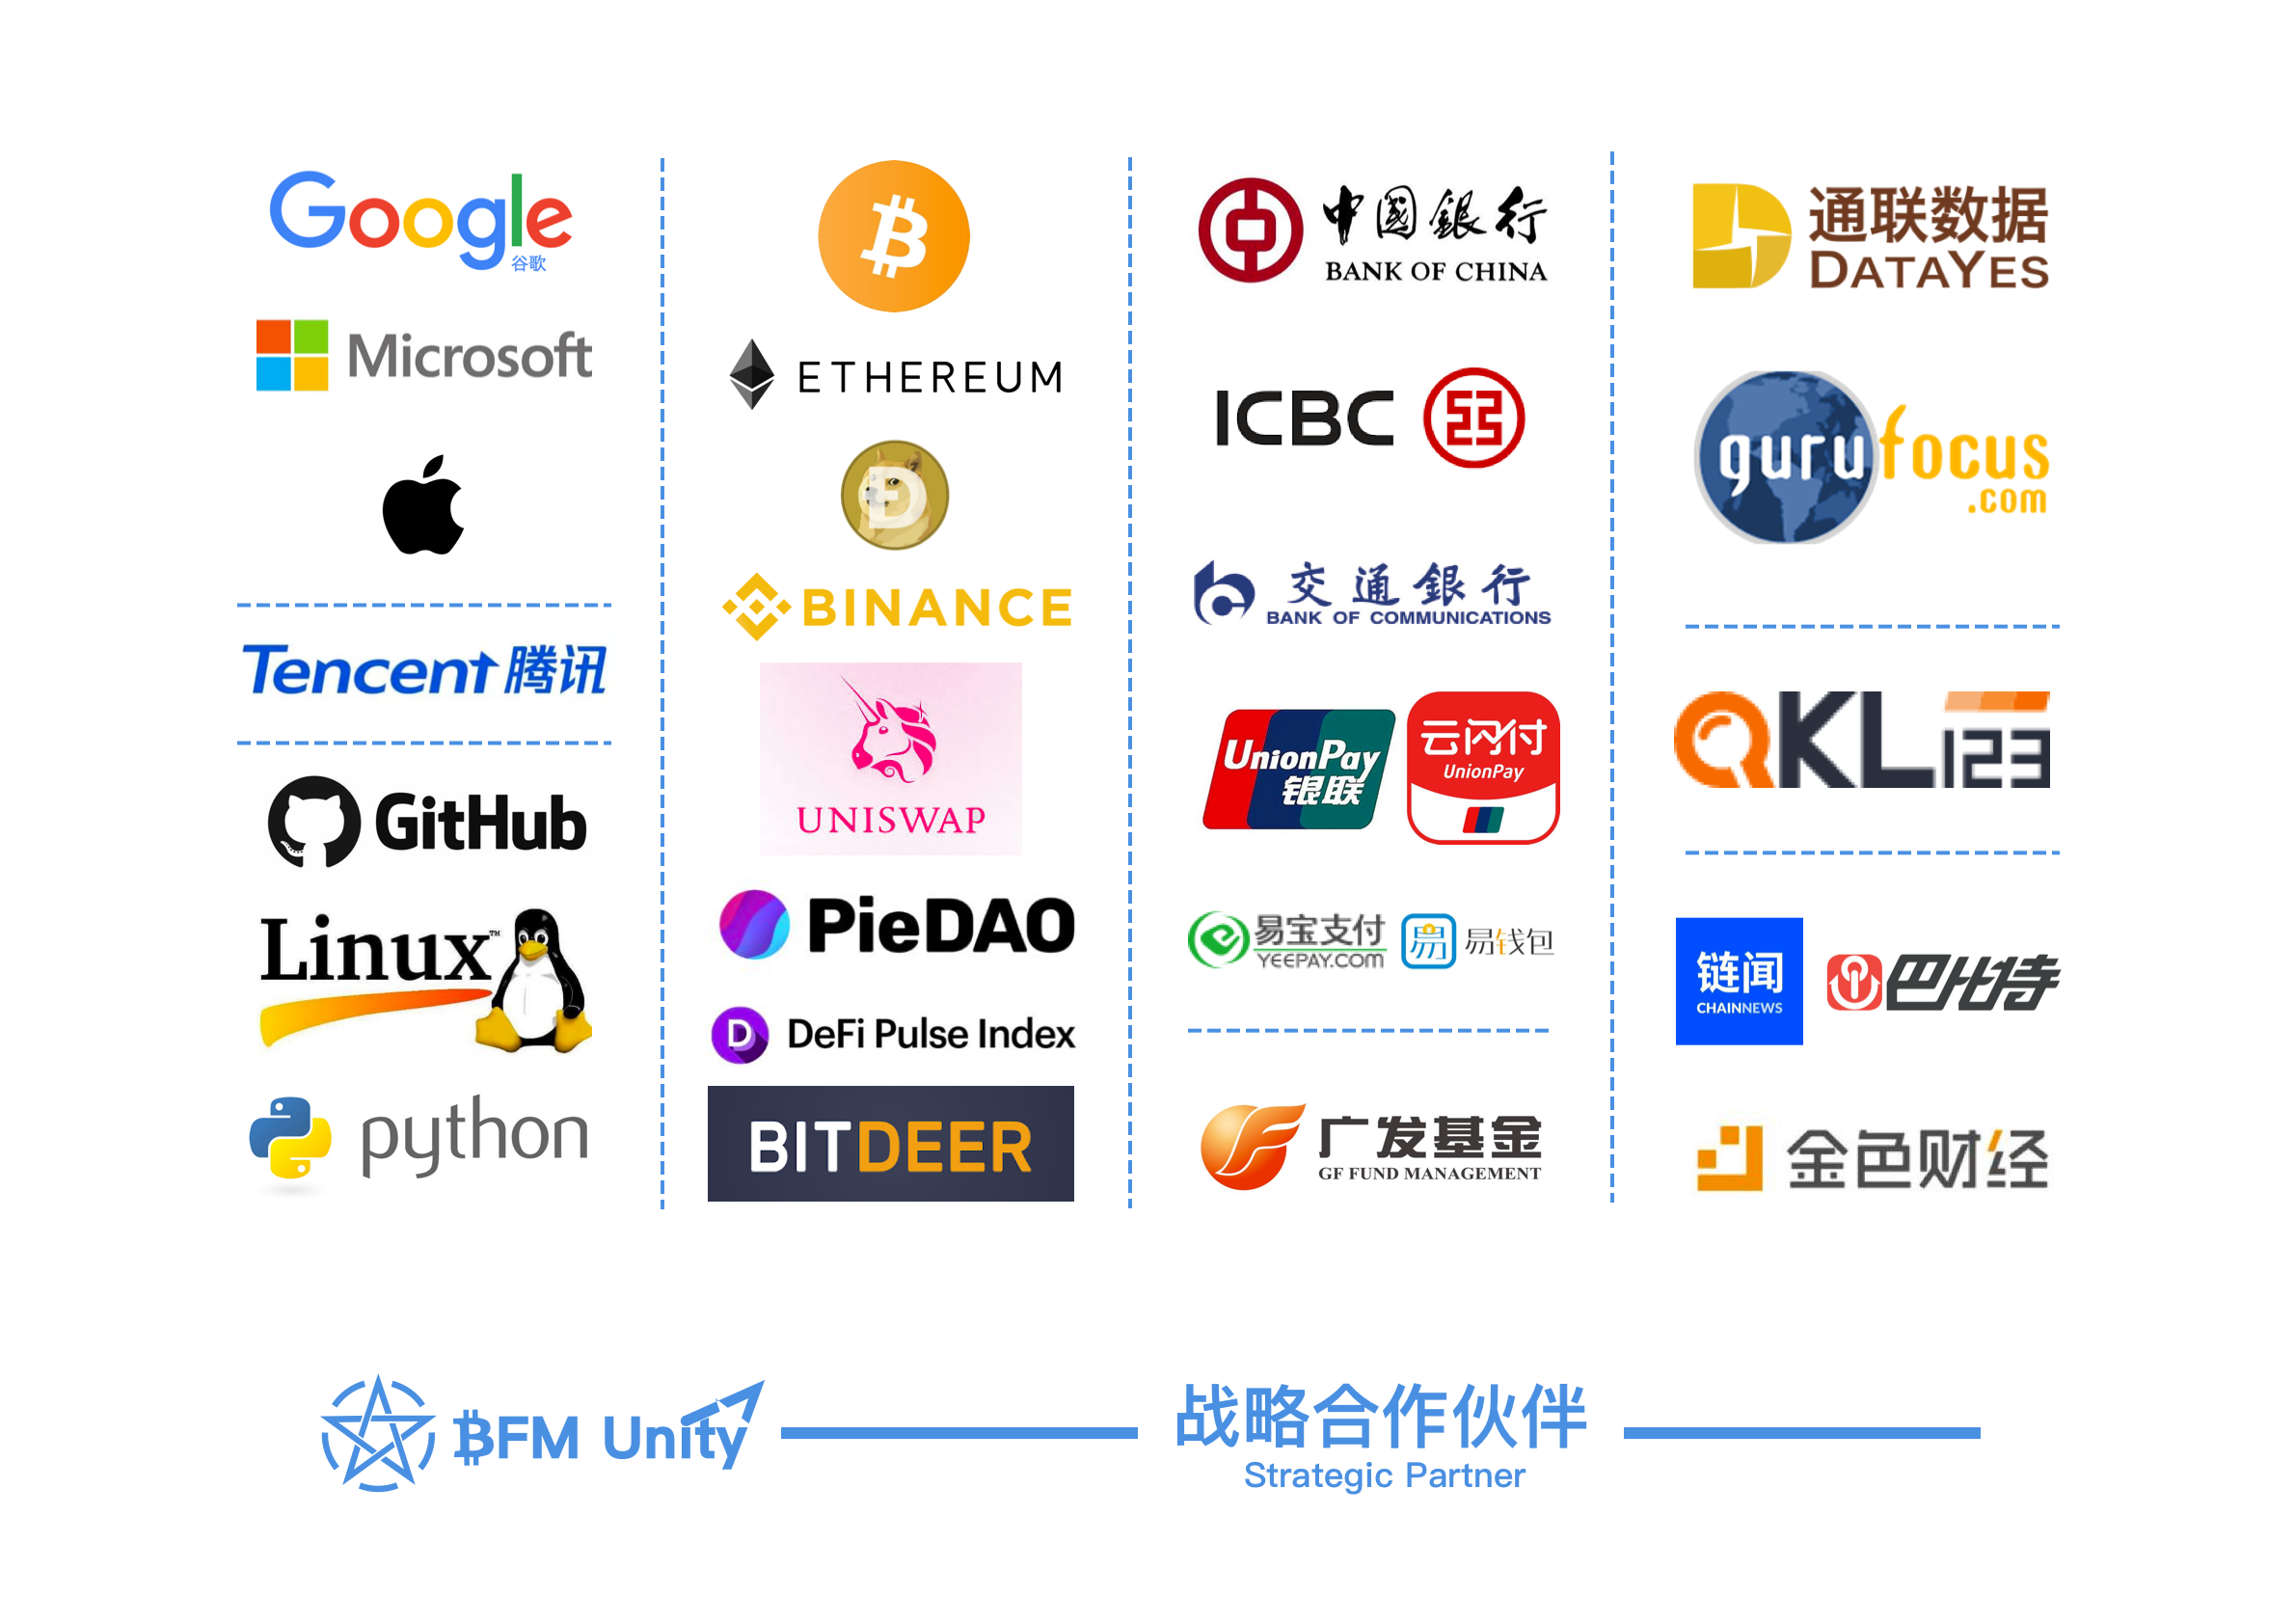 Google
谷歌
Microsoft
Tencent 腾讯
GitHub
Linux™
python
ETHEREUM
BINANCE
UNISWAP
PieDAO
DeFi Pulse Index
BITDEER
中國銀行
BANK OF CHINA
ICBC
交通銀行
BANK OF COMMUNICATIONS
UnionPay
银联
云闪付
UnionPay
易宝支付
YEEPAY.COM
易
易钱包
广发基金
GF FUND MANAGEMENT
通联数据
DATAYES
gurufocus
.com
QKL123
链闻
CHAINNEWS
巴比特
金色财经
BFM Unity
战略合作伙伴
Strategic Partner